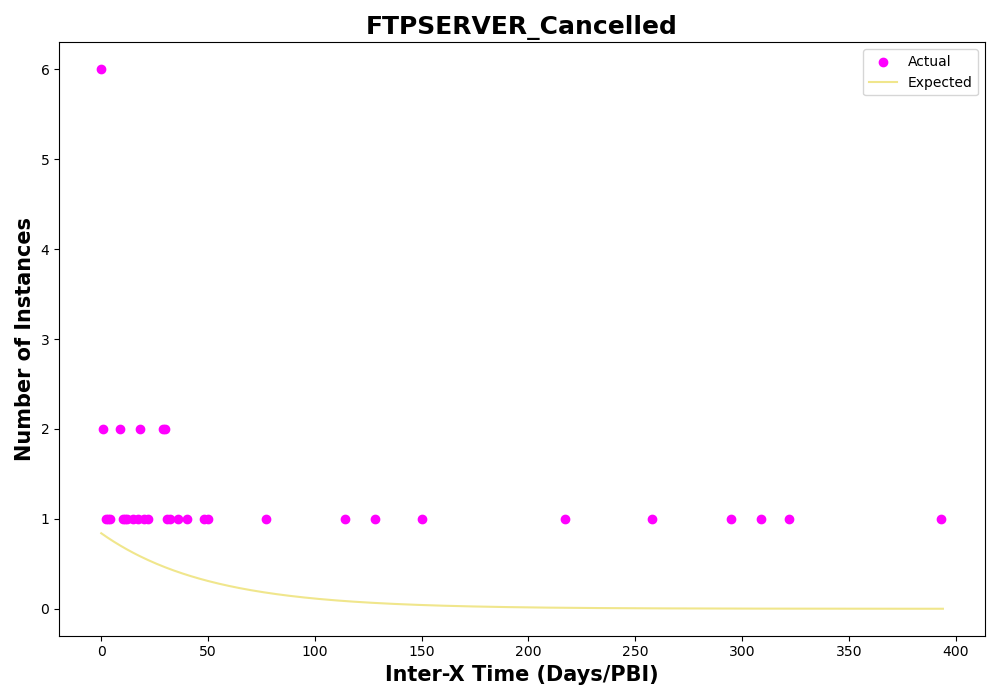 FTPSERVER_Cancelled
Actual
Expected
Number of Instances
6
5
4
3
2
1
0
0 50 100 150 200 250 300 350 400
Inter-X Time (Days/PBI)